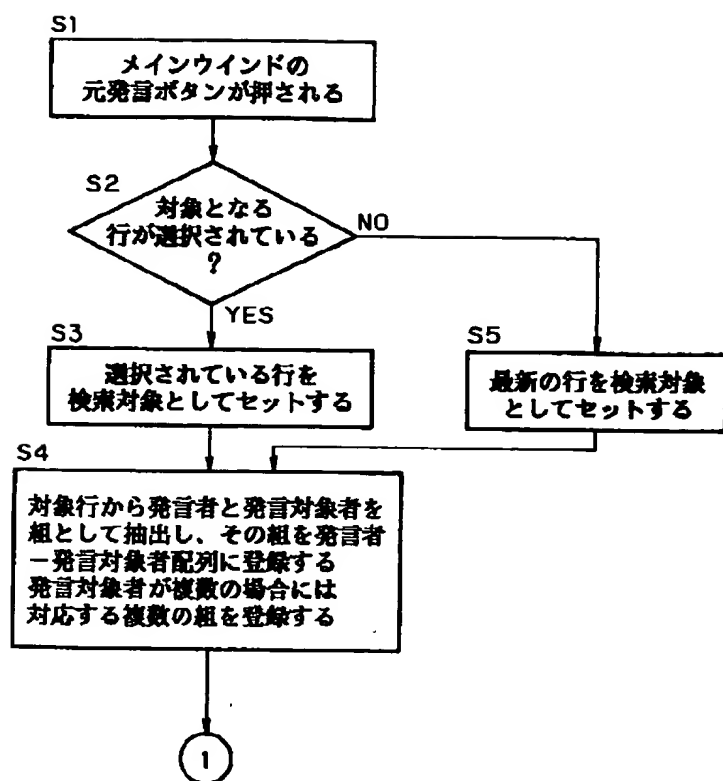 S1
メインウインドの
元発言ボタンが押される
S2
対象となる
行が選択されている
?
NO
YES
S3
選択されている行を
検索対象としてセットする
S5
最新の行を検索対象
としてセットする
S4
対象行から発言者と発言対象者を
組として抽出し、その組を発言者
－発言対象者配列に登録する
発言対象者が複数の場合には
対応する複数の組を登録する
1